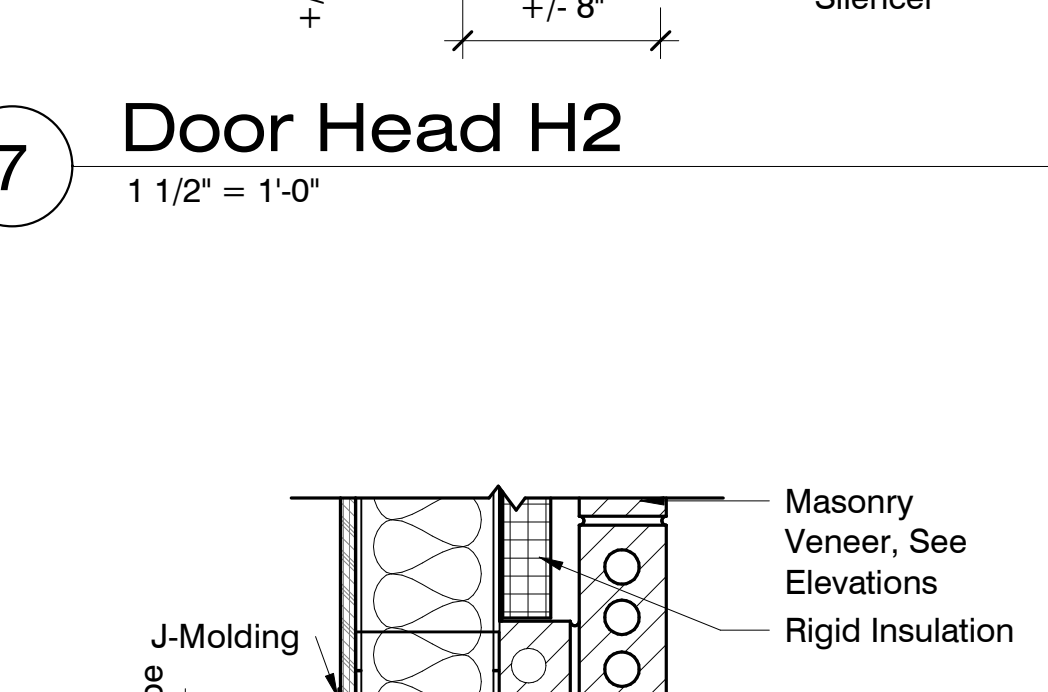 +/- 8"
Silencer
7
Door Head H2
1 1/2" = 1'-0"
Masonry
Veneer, See
Elevations
Rigid Insulation
J-Molding